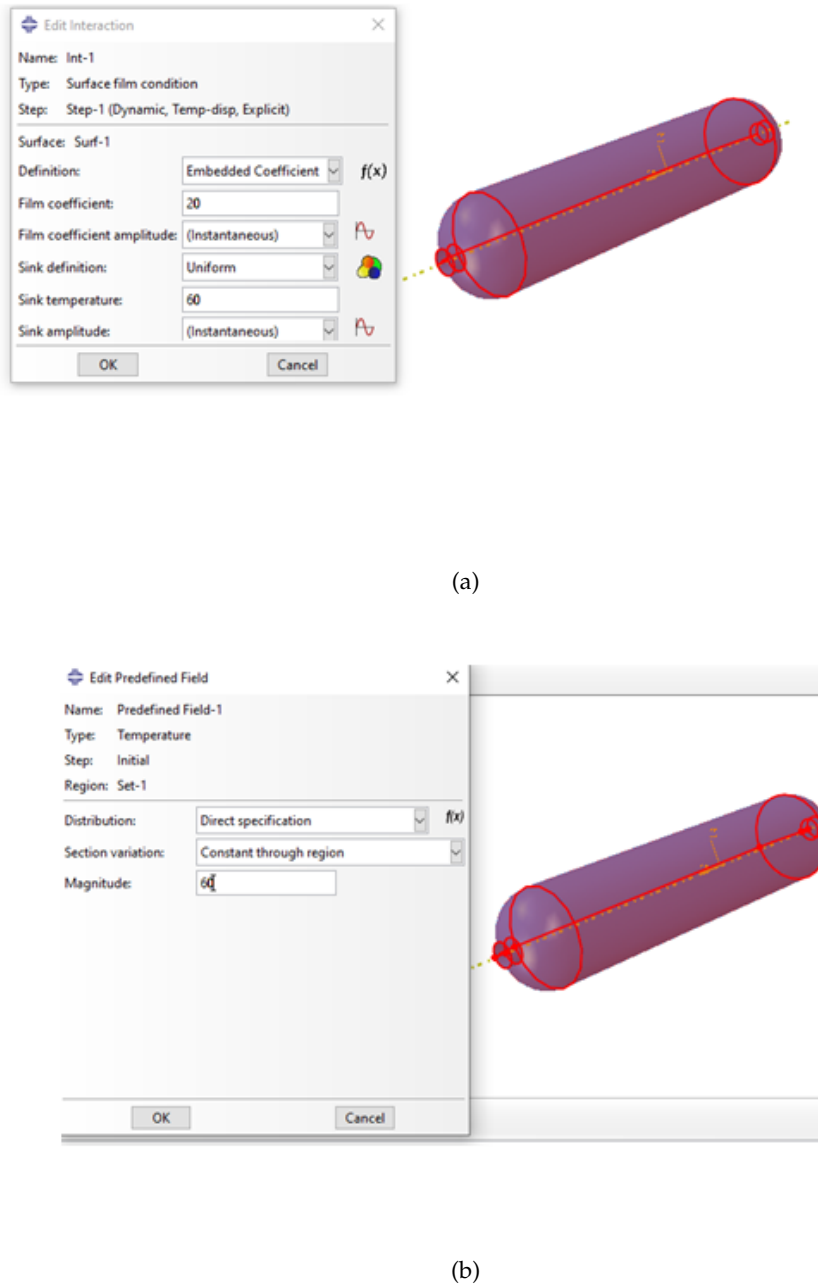 Edit Interaction
Name: Int-1
Type: Surface film condition
Step: Step-1 (Dynamic, Temp-disp, Explicit)
Surface: Surf-1
Definition: Embedded Coefficient f(x)
Film coefficient: 20
Film coefficient amplitude: (Instantaneous)
Sink definition: Uniform
Sink temperature: 60
Sink amplitude: (Instantaneous)
OK Cancel
(a)
Edit Predefined Field
Name: Predefined Field-1
Type: Temperature
Step: Initial
Region: Set-1
Distribution: Direct specification f(x)
Section variation: Constant through region
Magnitude: 60
OK Cancel
(b)